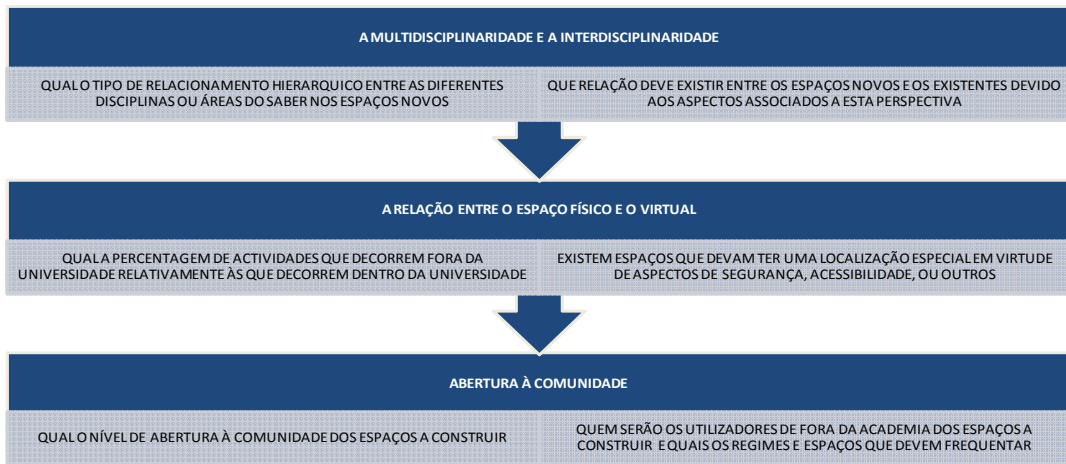 A MULTIDISCIPLINARIDADE E A INTERDISCIPLINARIDADE
QUAL O TIPO DE RELACIONAMENTO HIERARQUICO ENTRE AS DIFERENTES
DISCIPLINAS OU ÁREAS DO SABER NOS ESPAÇOS NOVOS
QUE RELAÇÃO DEVE EXISTIR ENTRE OS ESPAÇOS NOVOS E OS EXISTENTES DEVIDO
AOS ASPECTOS ASSOCIADOS A ESTA PERSPECTIVA
A RELAÇÃO ENTRE O ESPAÇO FÍSICO E O VIRTUAL
QUAL A PERCENTAGEM DE ACTIVIDADES QUE DECORREM FORA DA
UNIVERSIDADE RELATIVAMENTE ÀS QUE DECORREM DENTRO DA UNIVERSIDADE
EXISTEM ESPAÇOS QUE DEVAM TER UMA LOCALIZAÇÃO ESPECIAL EM VIRTUDE
DE ASPECTOS DE SEGURANÇA, ACESSIBILIDADE, OU OUTROS
ABERTURA À COMUNIDADE
QUAL O NÍVEL DE ABERTURA À COMUNIDADE DOS ESPAÇOS A CONSTRUIR
QUEM SERÃO OS UTILIZADORES DE FORA DA ACADEMIA DOS ESPAÇOS A
CONSTRUIR E QUAIS OS REGIMES E ESPAÇOS QUE DEVEM FREQUENTAR